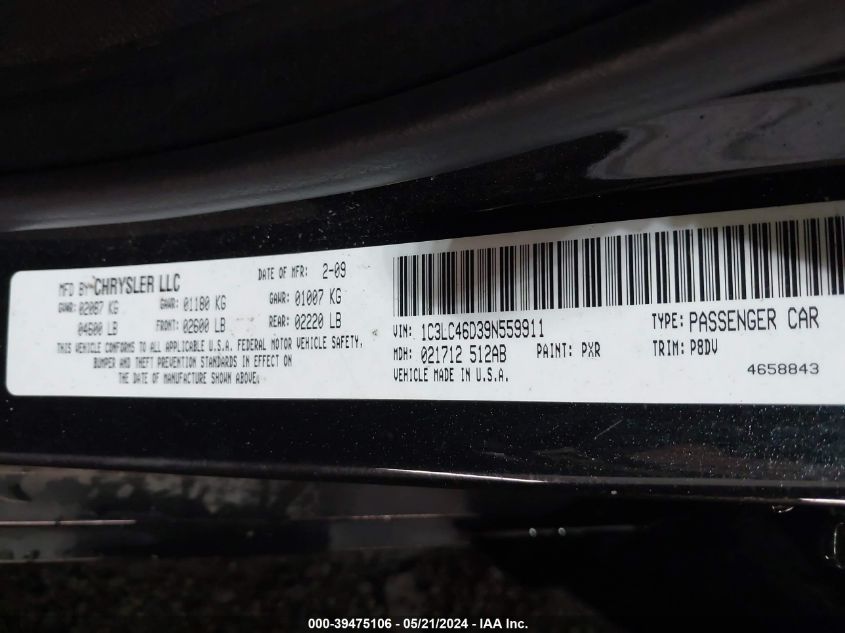 MFD BY CHRYSLER LLC DATE OF MFR: 2-09
GVWR: 02087 KG GAWR: 01180 KG GAWR: 01007 KG
04600 LB FRONT: 02600 LB REAR: 02220 LB
THIS VEHICLE CONFORMS TO ALL APPLICABLE U.S.A. FEDERAL MOTOR VEHICLE SAFETY,
BUMPER AND THEFT PREVENTION STANDARDS IN EFFECT ON
THE DATE OF MANUFACTURE SHOWN ABOVE.
VIN: 1C3LC46D39N559911 TYPE: PASSENGER CAR
MDH: 021712 512AB PAINT: PXR TRIM: P8DV
VEHICLE MADE IN U.S.A. 4658843
000-39475106 - 05/21/2024 - IAA Inc.